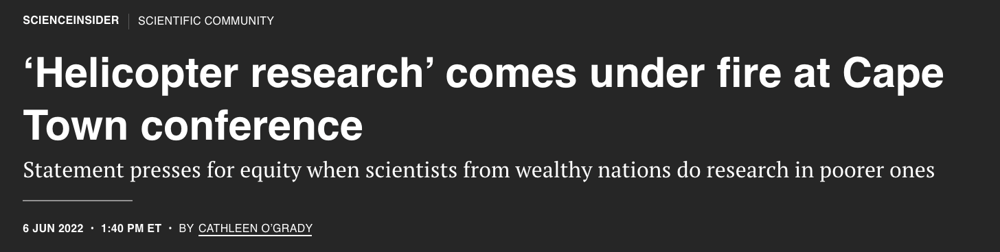 SCIENCEINSIDER | SCIENTIFIC COMMUNITY
‘Helicopter research’ comes under fire at Cape
Town conference
Statement presses for equity when scientists from wealthy nations do research in poorer ones
6 JUN 2022 • 1:40 PM ET • BY CATHLEEN O’GRADY